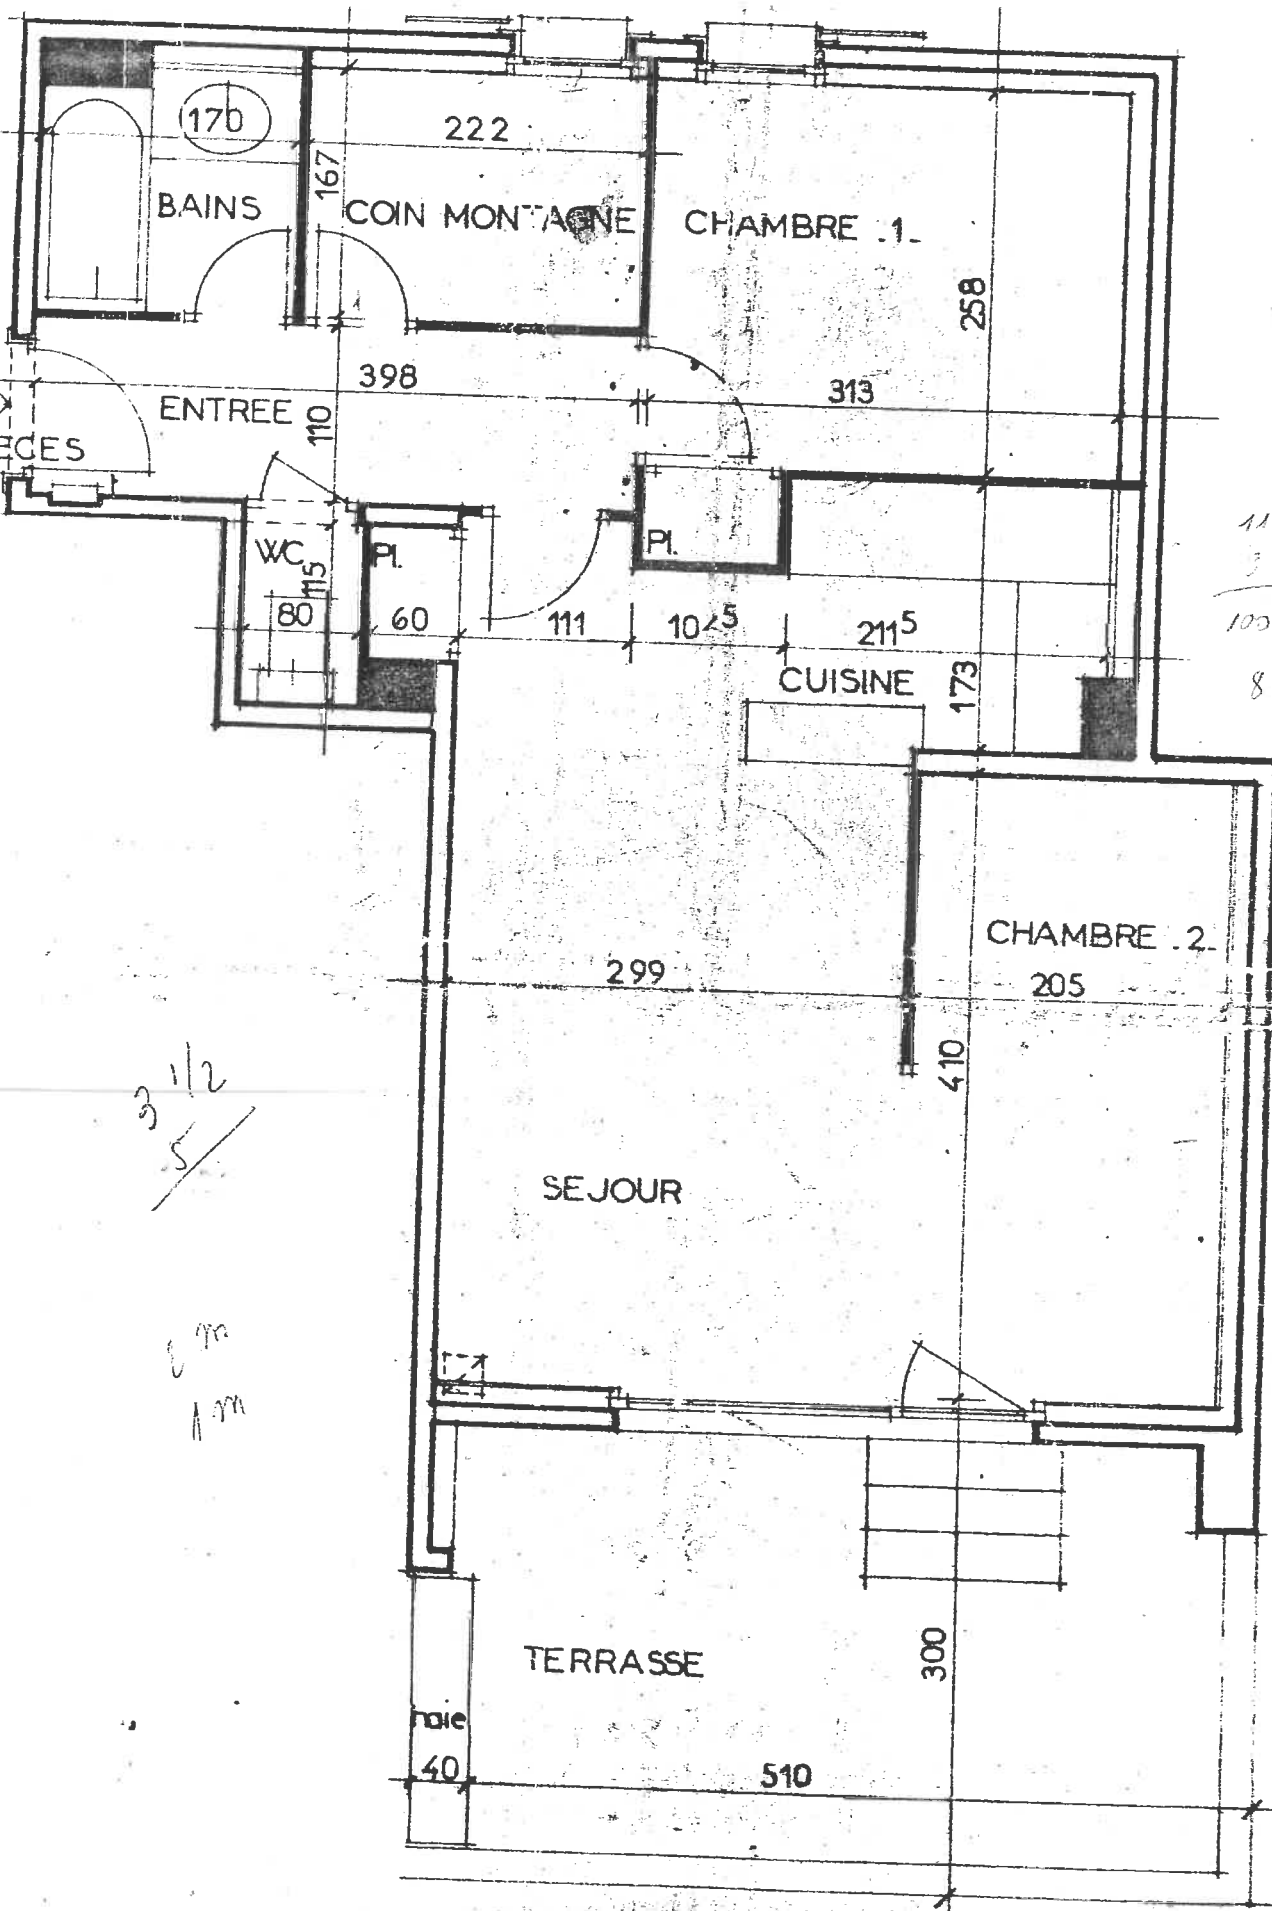 170
222
167
BAINS
COIN MONTAGNE
CHAMBRE .1.
258
398
313
ENTREE
110
WC
Pl.
Pl.
115
80
60
111
211⁵
CUISINE
173
100
8
CHAMBRE .2.
299
205
410
3 1/2
5
SEJOUR
m
1 m
TERRASSE
300
haie
40
510